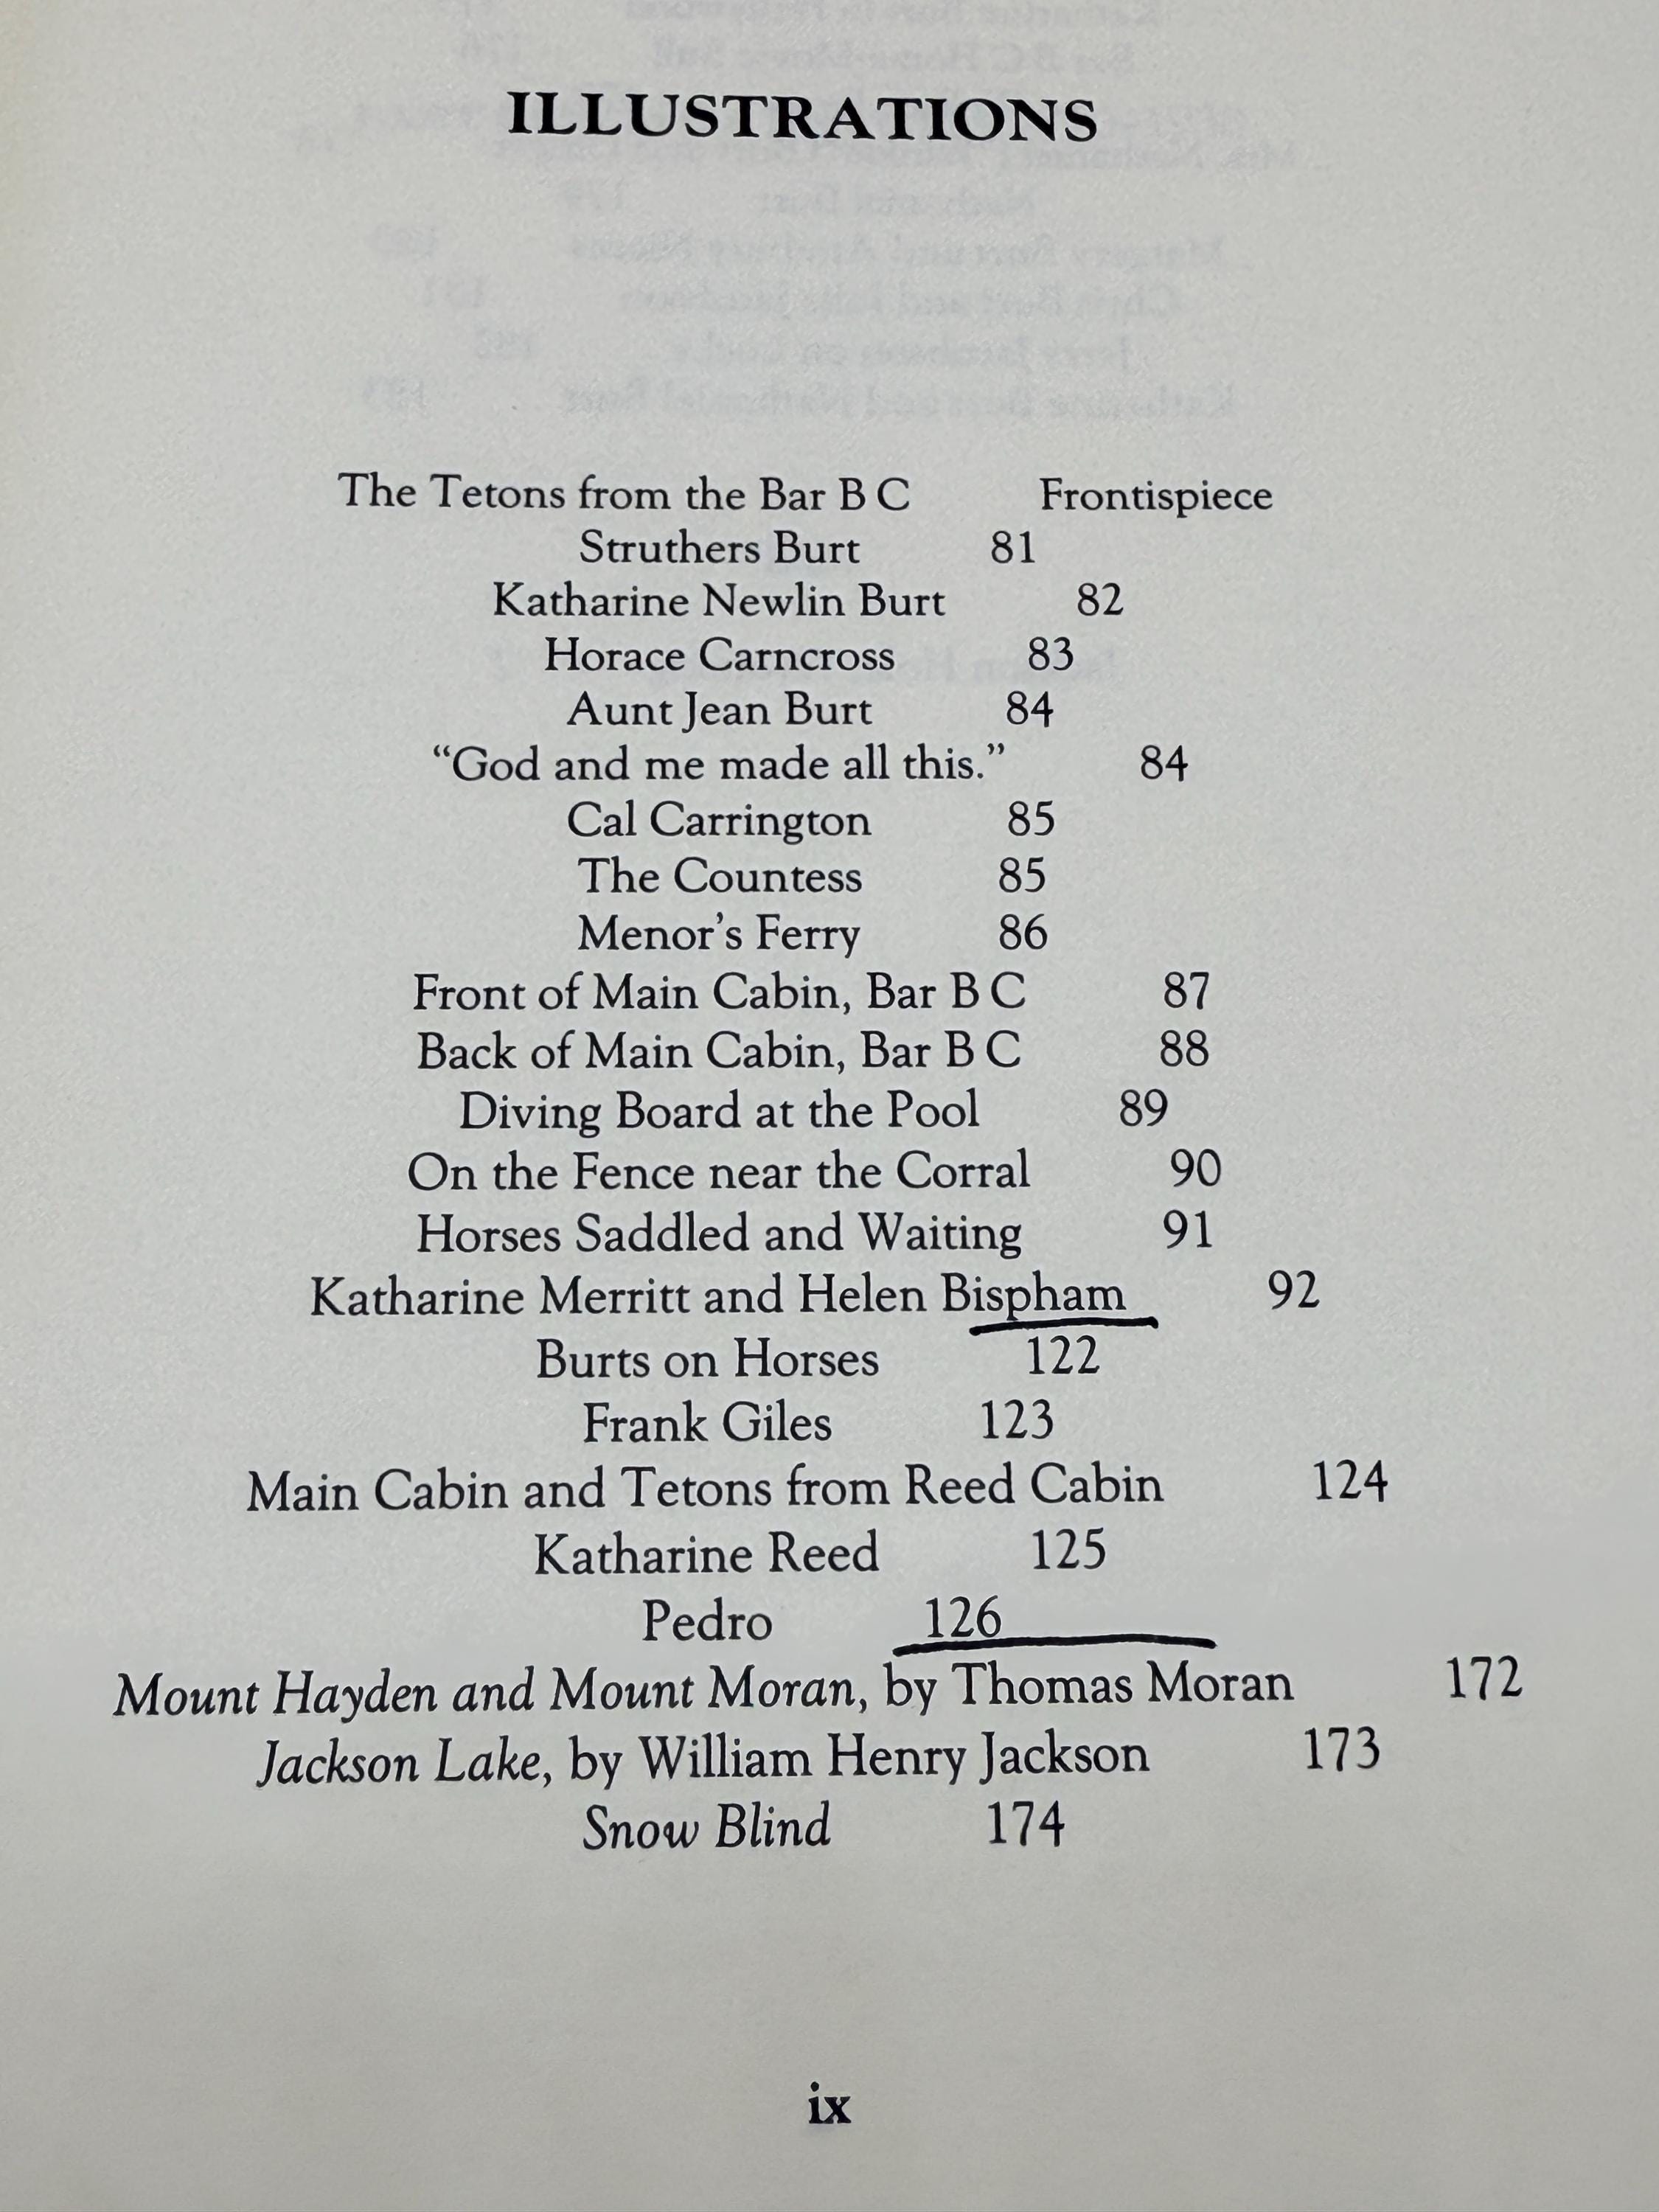 ILLUSTRATIONS
The Tetons from the Bar B C Frontispiece
Struthers Burt 81
Katharine Newlin Burt 82
Horace Carncross 83
Aunt Jean Burt 84
“God and me made all this.” 84
Cal Carrington 85
The Countess 85
Menor’s Ferry 86
Front of Main Cabin, Bar B C 87
Back of Main Cabin, Bar B C 88
Diving Board at the Pool 89
On the Fence near the Corral 90
Horses Saddled and Waiting 91
Katharine Merritt and Helen Bispham 92
Burts on Horses 122
Frank Giles 123
Main Cabin and Tetons from Reed Cabin 124
Katharine Reed 125
Pedro 126
Mount Hayden and Mount Moran, by Thomas Moran 172
Jackson Lake, by William Henry Jackson 173
Snow Blind 174
ix